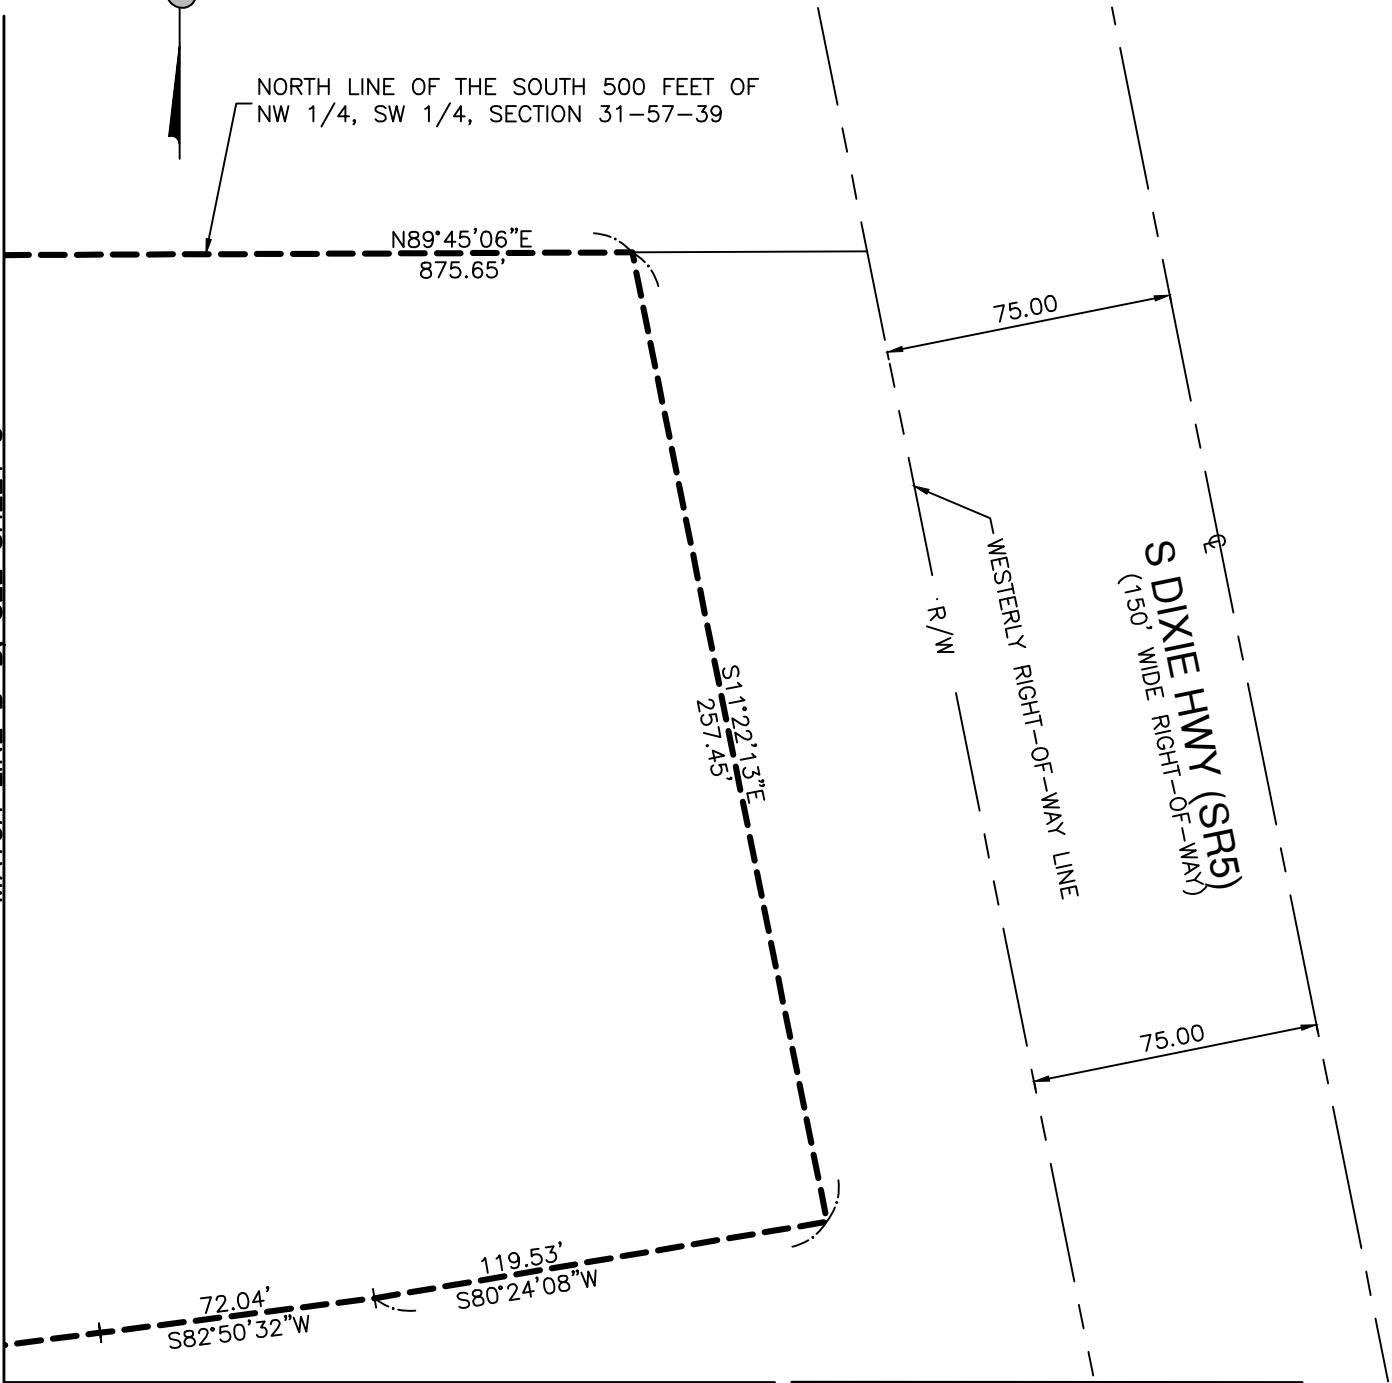 NORTH LINE OF THE SOUTH 500 FEET OF
NW 1/4, SW 1/4, SECTION 31-57-39
N89°45'06"E
875.65'
75.00
S11°22'13"E
257.45'
R/W
WESTERLY RIGHT-OF-WAY LINE
S DIXIE HWY (SR5)
(150' WIDE RIGHT-OF-WAY)
75.00
119.53'
S80°24'08"W
72.04'
S82°50'32"W